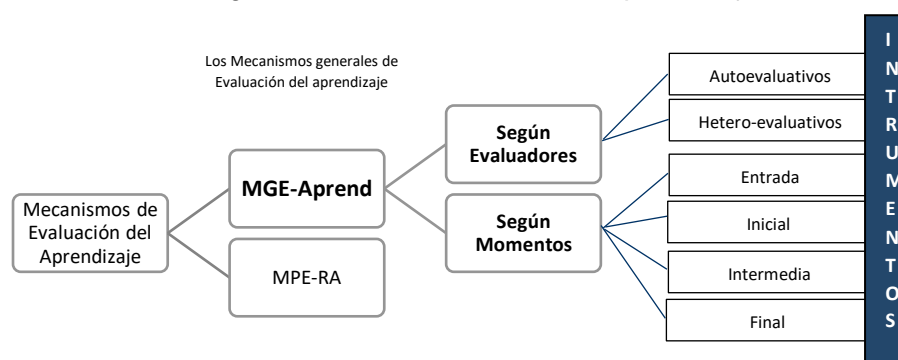 Los Mecanismos generales de
Evaluación del aprendizaje
Mecanismos de
Evaluación del
Aprendizaje
MGE-Aprend
MPE-RA
Según
Evaluadores
Según
Momentos
Autoevaluativos
Hetero-evaluativos
Entrada
Inicial
Intermedia
Final
I
N
T
R
U
M
E
N
T
O
S